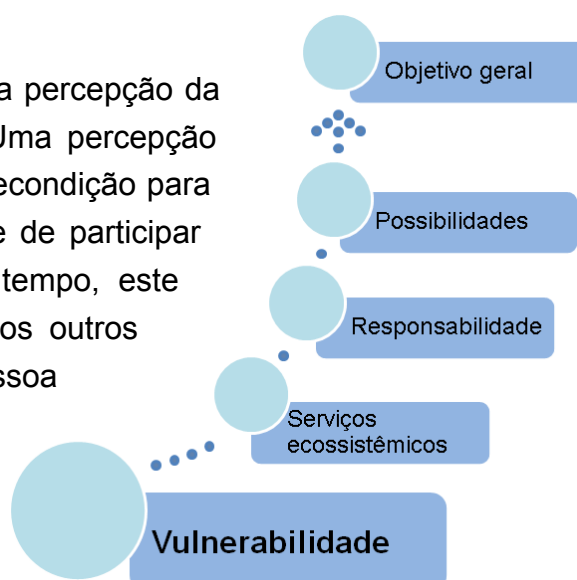 a percepção da
Uma percepção
econdição para
e de participar
tempo, este
os outros
ssoa
Objetivo geral
Possibilidades
Responsabilidade
Serviços
ecossistêmicos
Vulnerabilidade